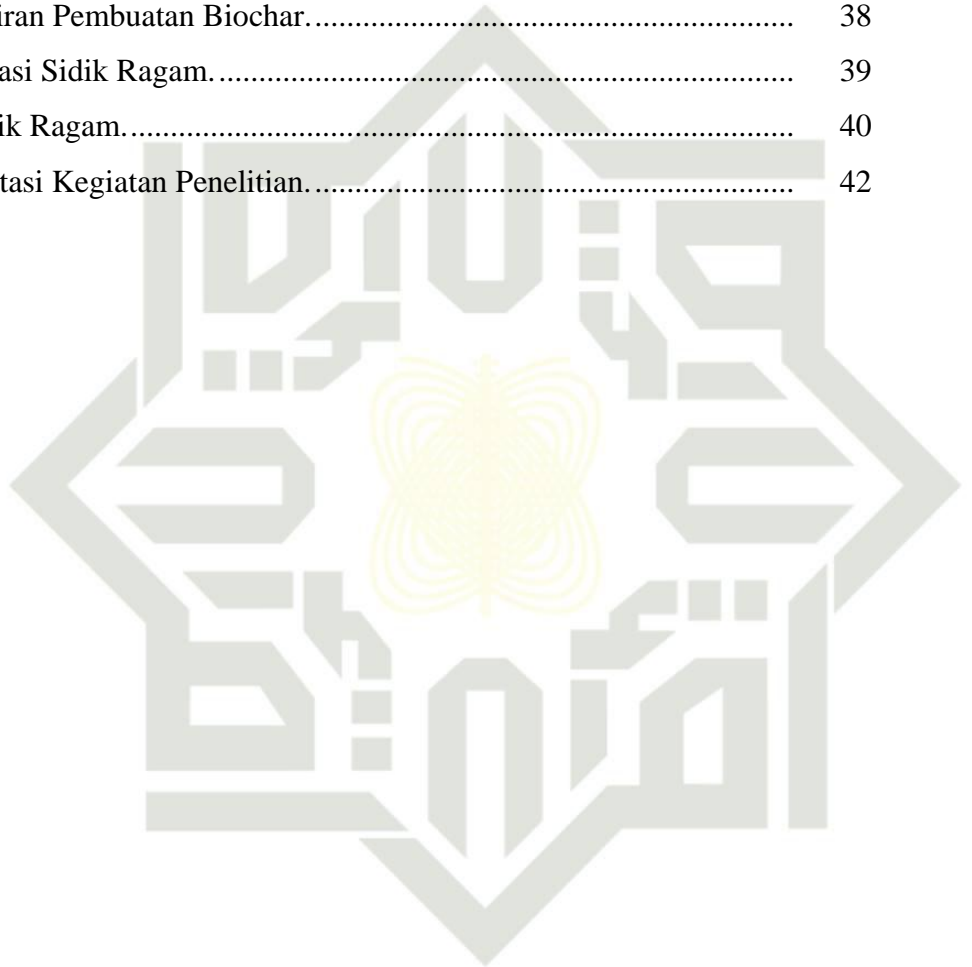 iran Pembuatan Biochar. ............................................................. 38
asi Sidik Ragam. ......................................................................... 39
ik Ragam. .................................................................................... 40
tasi Kegiatan Penelitian. ............................................................. 42